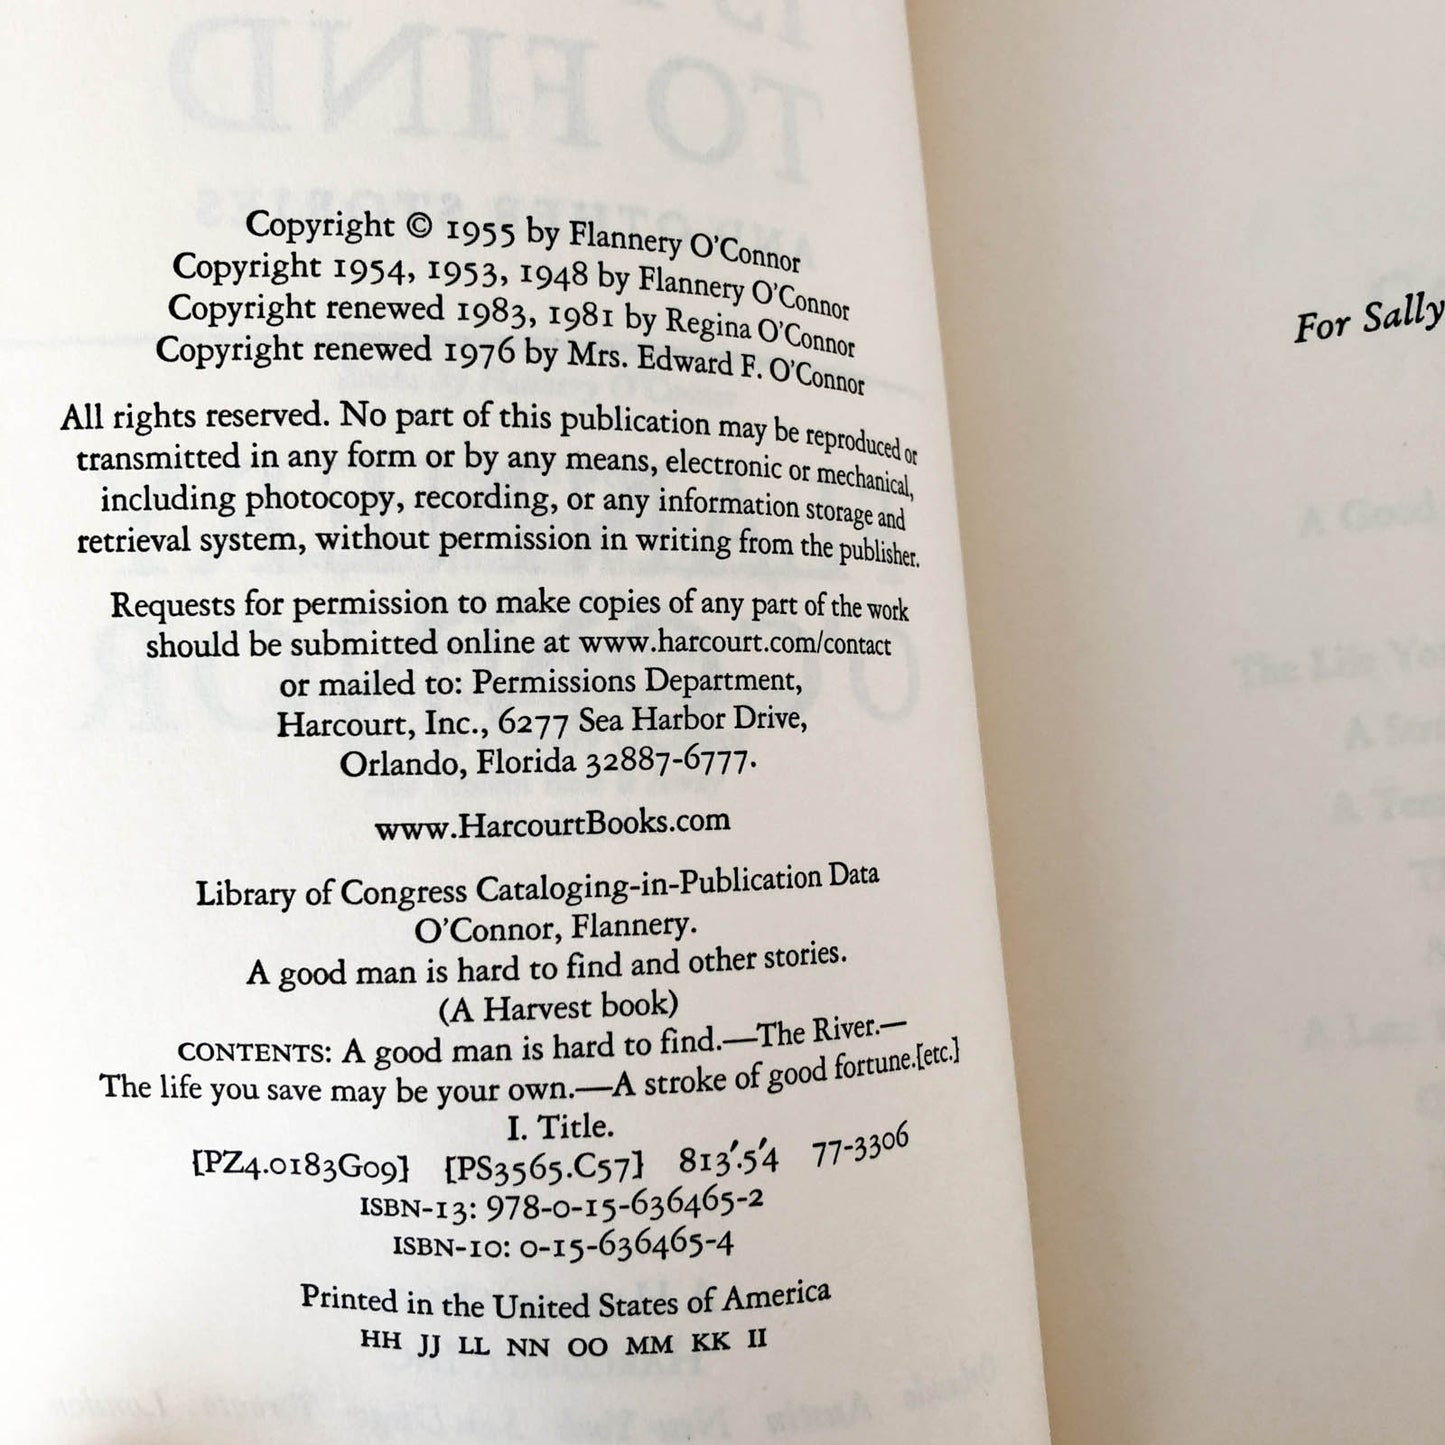 Copyright © 1955 by Flannery O'Connor
Copyright 1954, 1953, 1948 by Flannery O'Connor
Copyright renewed 1983, 1981 by Regina O'Connor
Copyright renewed 1976 by Mrs. Edward F. O'Connor
All rights reserved. No part of this publication may be reproduced or
transmitted in any form or by any means, electronic or mechanical,
including photocopy, recording, or any information storage and
retrieval system, without permission in writing from the publisher.
Requests for permission to make copies of any part of the work
should be submitted online at www.harcourt.com/contact
or mailed to: Permissions Department,
Harcourt, Inc., 6277 Sea Harbor Drive,
Orlando, Florida 32887-6777.
www.HarcourtBooks.com
Library of Congress Cataloging-in-Publication Data
O'Connor, Flannery.
A good man is hard to find and other stories.
(A Harvest book)
CONTENTS: A good man is hard to find.—The River.—
The life you save may be your own.—A stroke of good fortune.[etc.]
I. Title.
[PZ4.0183G09] [PS3565.C57] 813'.5'4 77-3306
ISBN-13: 978-0-15-636465-2
ISBN-10: 0-15-636465-4
Printed in the United States of America
HH JJ LL NN OO MM KK II
For Sally
TO FIND
AND OTHER STORIES
A Good
The Life You